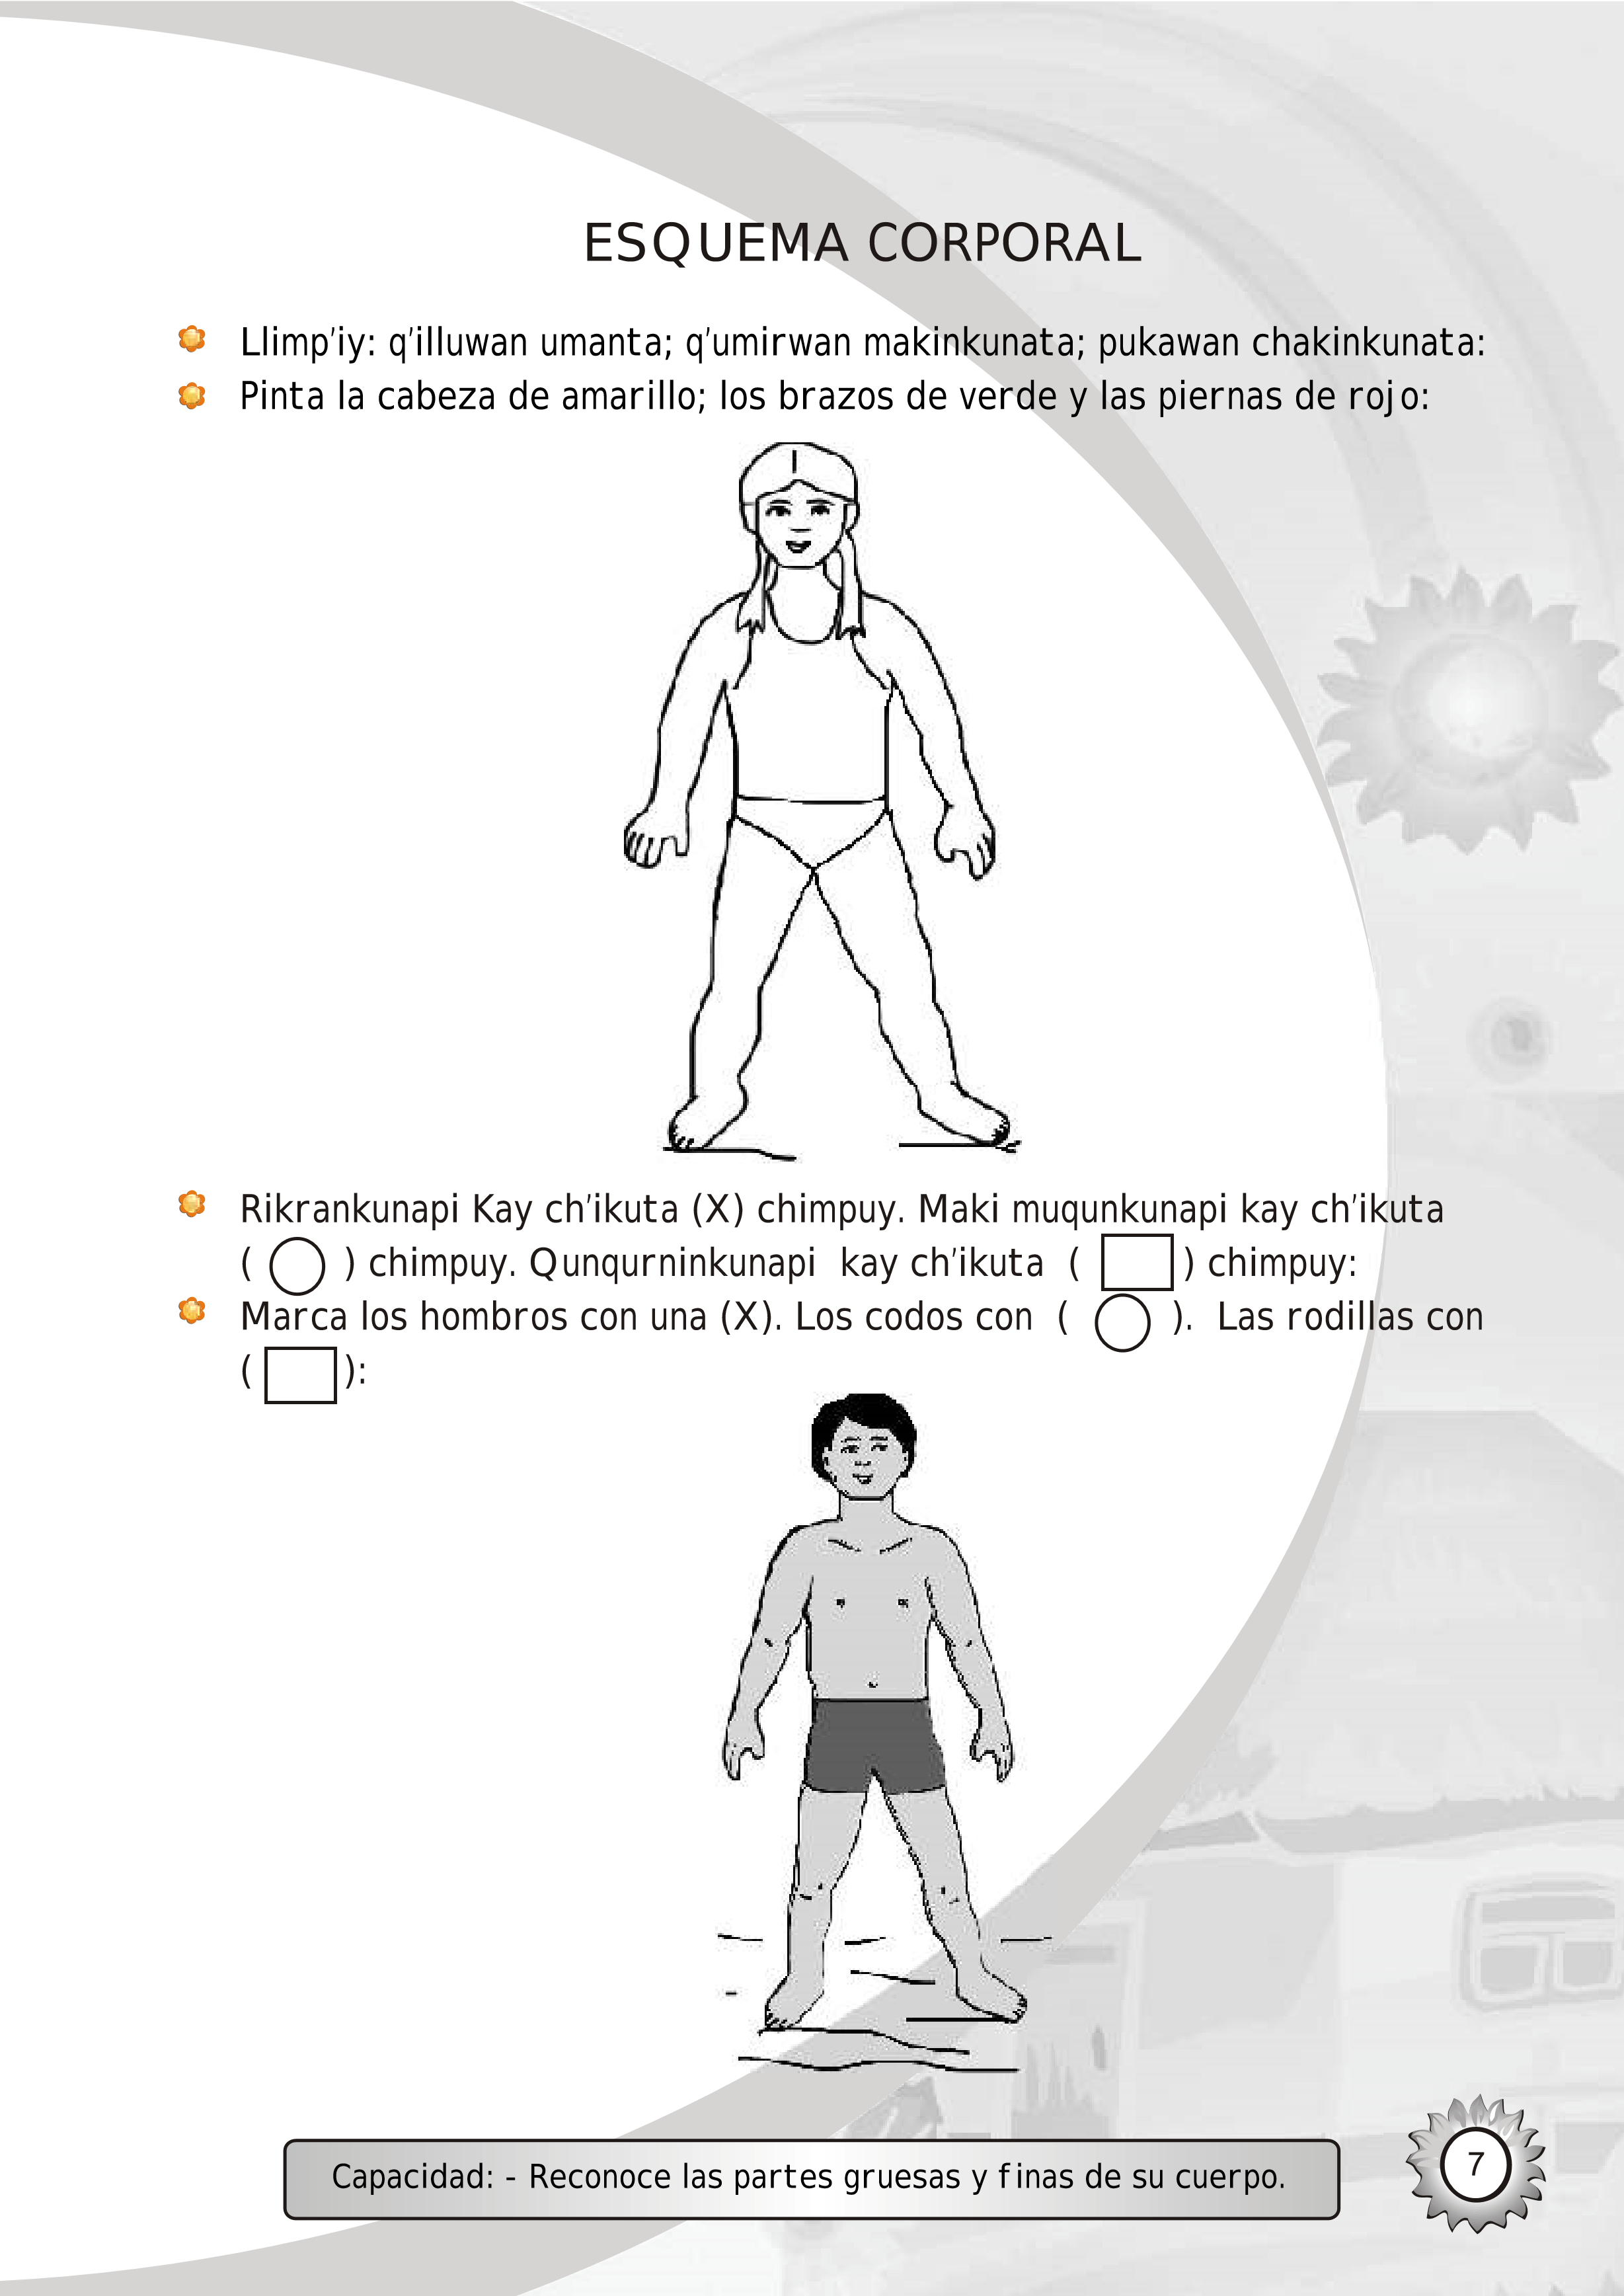 ESQUEMA CORPORAL
Llimp'iy: q'illuwan umanta; q'umirwan makinkunata; pukawan chakinkunata:
Pinta la cabeza de amarillo; los brazos de verde y las piernas de rojo:
Rikrankunapi Kay ch'ikuta (X) chimpuy. Maki muqunkunapi kay ch'ikuta
( ) chimpuy. Qunqurninkunapi kay ch'ikuta ( ) chimpuy:
Marca los hombros con una (X). Los codos con ( ). Las rodillas con
( ):
Capacidad: - Reconoce las partes gruesas y finas de su cuerpo.
7